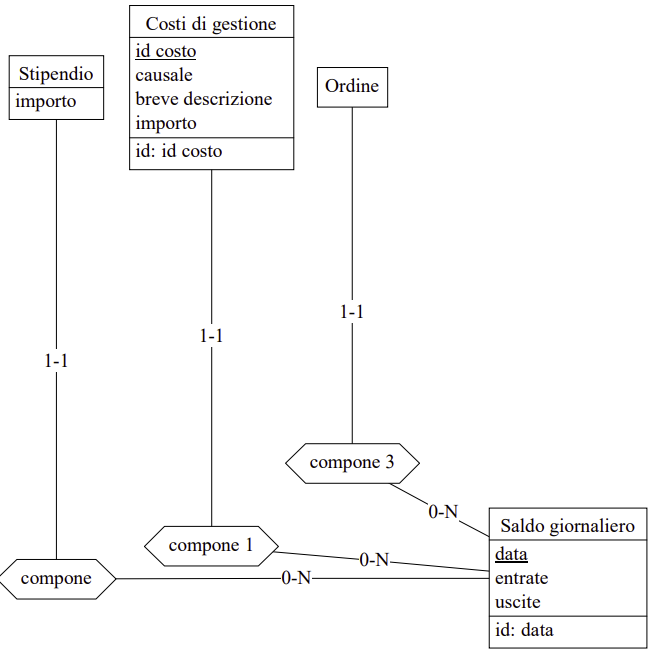 Costi di gestione
id costo
causale
breve descrizione
importo
id: id costo
Stipendio
importo
Ordine
1-1
1-1
1-1
compone 3
0-N
compone 1
0-N
compone
0-N
Saldo giornaliero
data
entrate
uscite
id: data